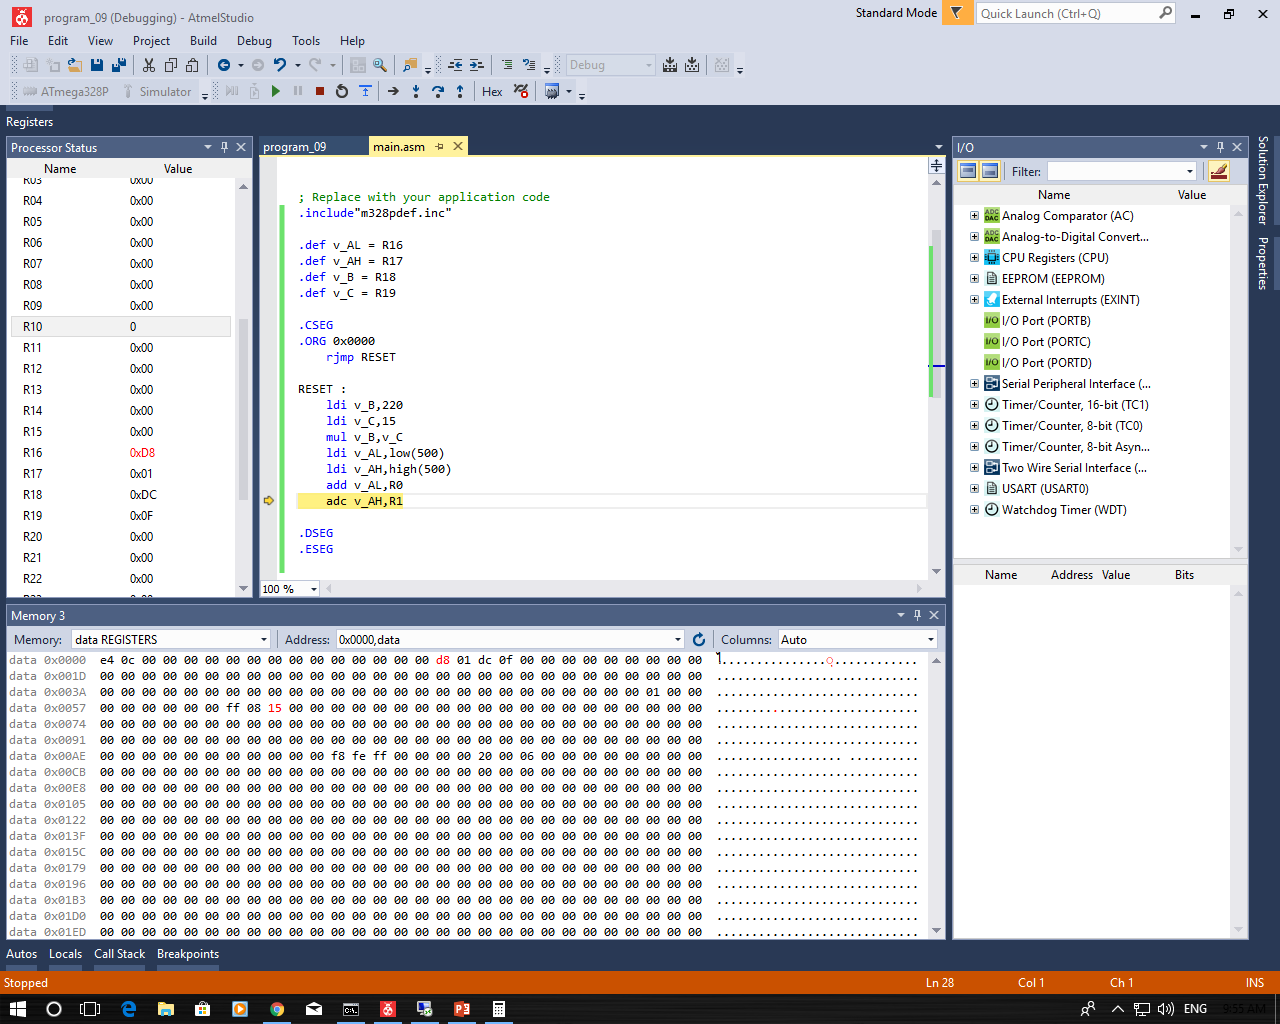 program_09 (Debugging) - AtmelStudio
Standard Mode
Quick Launch (Ctrl+Q)
File Edit View Project Build Debug Tools Help
Debug
ATmega328P Simulator Hex
Registers
Processor Status
Name Value
R03 0x00
R04 0x00
R05 0x00
R06 0x00
R07 0x00
R08 0x00
R09 0x00
R10 0
R11 0x00
R12 0x00
R13 0x00
R14 0x00
R15 0x00
R16 0xD8
R17 0x01
R18 0xDC
R19 0x0F
R20 0x00
R21 0x00
R22 0x00
program_09 main.asm
; Replace with your application code
.include"m328pdef.inc"
.def v_AL = R16
.def v_AH = R17
.def v_B = R18
.def v_C = R19
.CSEG
.ORG 0x0000
rjmp RESET
RESET :
ldi v_B,220
ldi v_C,15
mul v_B,v_C
ldi v_AL,low(500)
ldi v_AH,high(500)
add v_AL,R0
adc v_AH,R1
.DSEG
.ESEG
100 %
I/O
Filter:
Name Value
Analog Comparator (AC)
Analog-to-Digital Convert...
CPU Registers (CPU)
EEPROM (EEPROM)
External Interrupts (EXINT)
I/O Port (PORTB)
I/O Port (PORTC)
I/O Port (PORTD)
Serial Peripheral Interface (...
Timer/Counter, 16-bit (TC1)
Timer/Counter, 8-bit (TC0)
Timer/Counter, 8-bit Asyn...
Two Wire Serial Interface (...
USART (USART0)
Watchdog Timer (WDT)
Name Address Value Bits
Solution Explorer
Properties
Memory 3
Memory: data REGISTERS Address: 0x0000,data Columns: Auto
data 0x0000 e4 0c 00 00 00 00 00 00 00 00 00 00 00 00 00 00 d8 01 dc 0f 00 00 00 00 00 00 00 00 00
data 0x001D 00 00 00 00 00 00 00 00 00 00 00 00 00 00 00 00 00 00 00 00 00 00 00 00 00 00 00 00 00
data 0x003A 00 00 00 00 00 00 00 00 00 00 00 00 00 00 00 00 00 00 00 00 00 00 00 00 00 00 01 00 00
data 0x0057 00 00 00 00 00 00 ff 08 15 00 00 00 00 00 00 00 00 00 00 00 00 00 00 00 00 00 00 00 00
data 0x0074 00 00 00 00 00 00 00 00 00 00 00 00 00 00 00 00 00 00 00 00 00 00 00 00 00 00 00 00 00
data 0x0091 00 00 00 00 00 00 00 00 00 00 00 00 00 00 00 00 00 00 00 00 00 00 00 00 00 00 00 00 00
data 0x00AE 00 00 00 00 00 00 00 00 00 00 00 f8 fe ff 00 00 00 00 20 00 06 00 00 00 00 00 00 00 00
data 0x00CB 00 00 00 00 00 00 00 00 00 00 00 00 00 00 00 00 00 00 00 00 00 00 00 00 00 00 00 00 00
data 0x00E8 00 00 00 00 00 00 00 00 00 00 00 00 00 00 00 00 00 00 00 00 00 00 00 00 00 00 00 00 00
data 0x0105 00 00 00 00 00 00 00 00 00 00 00 00 00 00 00 00 00 00 00 00 00 00 00 00 00 00 00 00 00
data 0x0122 00 00 00 00 00 00 00 00 00 00 00 00 00 00 00 00 00 00 00 00 00 00 00 00 00 00 00 00 00
data 0x013F 00 00 00 00 00 00 00 00 00 00 00 00 00 00 00 00 00 00 00 00 00 00 00 00 00 00 00 00 00
data 0x015C 00 00 00 00 00 00 00 00 00 00 00 00 00 00 00 00 00 00 00 00 00 00 00 00 00 00 00 00 00
data 0x0179 00 00 00 00 00 00 00 00 00 00 00 00 00 00 00 00 00 00 00 00 00 00 00 00 00 00 00 00 00
data 0x0196 00 00 00 00 00 00 00 00 00 00 00 00 00 00 00 00 00 00 00 00 00 00 00 00 00 00 00 00 00
data 0x01B3 00 00 00 00 00 00 00 00 00 00 00 00 00 00 00 00 00 00 00 00 00 00 00 00 00 00 00 00 00
data 0x01D0 00 00 00 00 00 00 00 00 00 00 00 00 00 00 00 00 00 00 00 00 00 00 00 00 00 00 00 00 00
data 0x01ED 00 00 00 00 00 00 00 00 00 00 00 00 00 00 00 00 00 00 00 00 00 00 00 00 00 00 00 00 00
Autos Locals Call Stack Breakpoints
Stopped Ln 28 Col 1 Ch 1 INS
ENG 9:55 AM